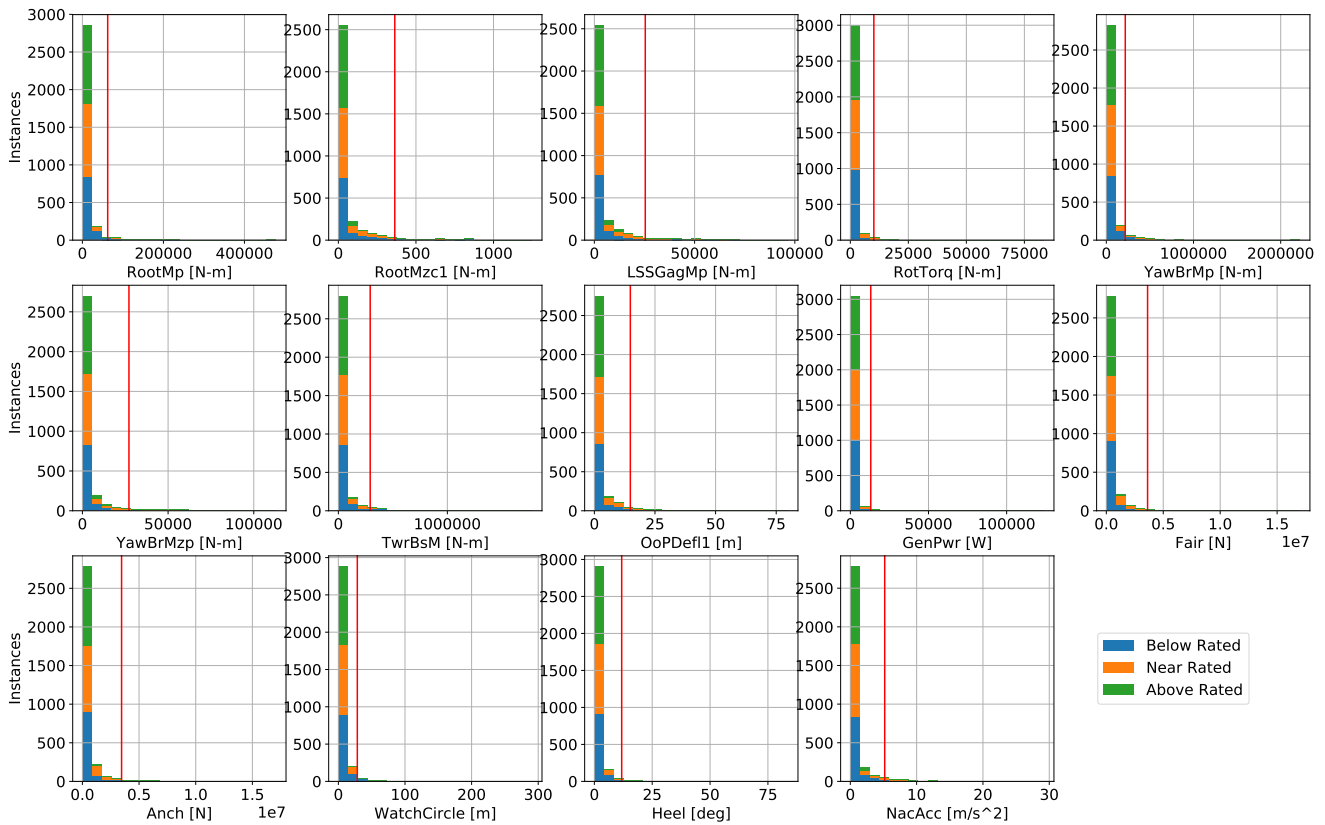 3000
2500
2000
1500
1000
500
0
Instances
0 200000 400000
RootMp [N-m]
2500
2000
1500
1000
500
0
0 500 1000
RootMzc1 [N-m]
2500
2000
1500
1000
500
0
0 50000 100000
LSSGagMp [N-m]
3000
2500
2000
1500
1000
500
0
0 25000 50000 75000
RotTorq [N-m]
2500
2000
1500
1000
500
0
0 1000000 2000000
YawBrMp [N-m]
2500
2000
1500
1000
500
0
Instances
0 50000 100000
YawBrMzp [N-m]
2500
2000
1500
1000
500
0
0 1000000
TwrBsM [N-m]
2500
2000
1500
1000
500
0
0 25 50 75
OoPDefl1 [m]
3000
2500
2000
1500
1000
500
0
0 50000 100000
GenPwr [W]
2500
2000
1500
1000
500
0
0.0 0.5 1.0 1.5
Fair [N] 1e7
2500
2000
1500
1000
500
0
Instances
0.0 0.5 1.0 1.5
Anch [N] 1e7
3000
2500
2000
1500
1000
500
0
0 100 200 300
WatchCircle [m]
3000
2500
2000
1500
1000
500
0
0 25 50 75
Heel [deg]
2500
2000
1500
1000
500
0
0 10 20 30
NacAcc [m/s^2]
Below Rated
Near Rated
Above Rated